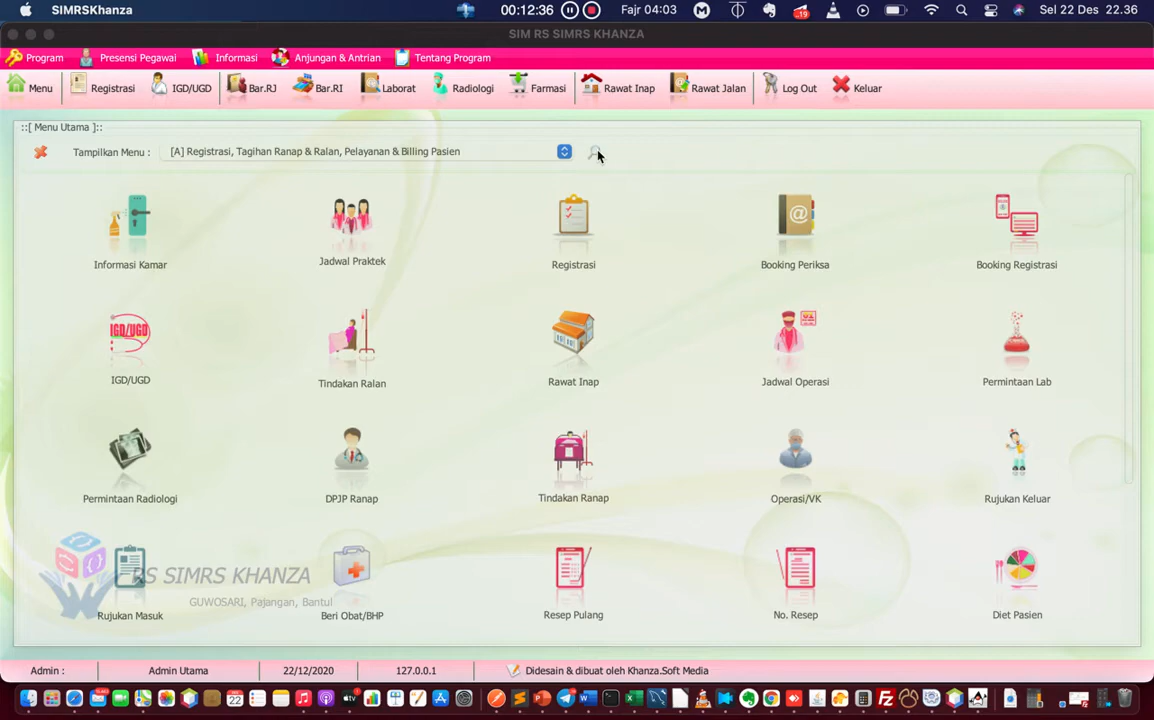 SIMRSKhanza
00:12:36
Fajr 04:03
19
Sel 22 Des 22.36
SIM RS SIMRS KHANZA
Program
Presensi Pegawai
Informasi
Anjungan & Antrian
Tentang Program
Menu
Registrasi
IGD/UGD
Bar.RJ
Bar.RI
Laborat
Radiologi
Farmasi
Rawat Inap
Rawat Jalan
Log Out
Keluar
::[ Menu Utama ]::
Tampilkan Menu :
[A] Registrasi, Tagihan Ranap & Ralan, Pelayanan & Billing Pasien
Informasi Kamar
Jadwal Praktek
Registrasi
Booking Periksa
Booking Registrasi
IGD/UGD
IGD/UGD
Tindakan Ralan
Rawat Inap
Jadwal Operasi
Permintaan Lab
Permintaan Radiologi
DPJP Ranap
Tindakan Ranap
Operasi/VK
Rujukan Keluar
RS SIMRS KHANZA
GUWOSARI, Pajangan, Bantul
Rujukan Masuk
Beri Obat/BHP
Resep Pulang
No. Resep
Diet Pasien
Admin :
Admin Utama
22/12/2020
127.0.0.1
Didesain & dibuat oleh Khanza.Soft Media